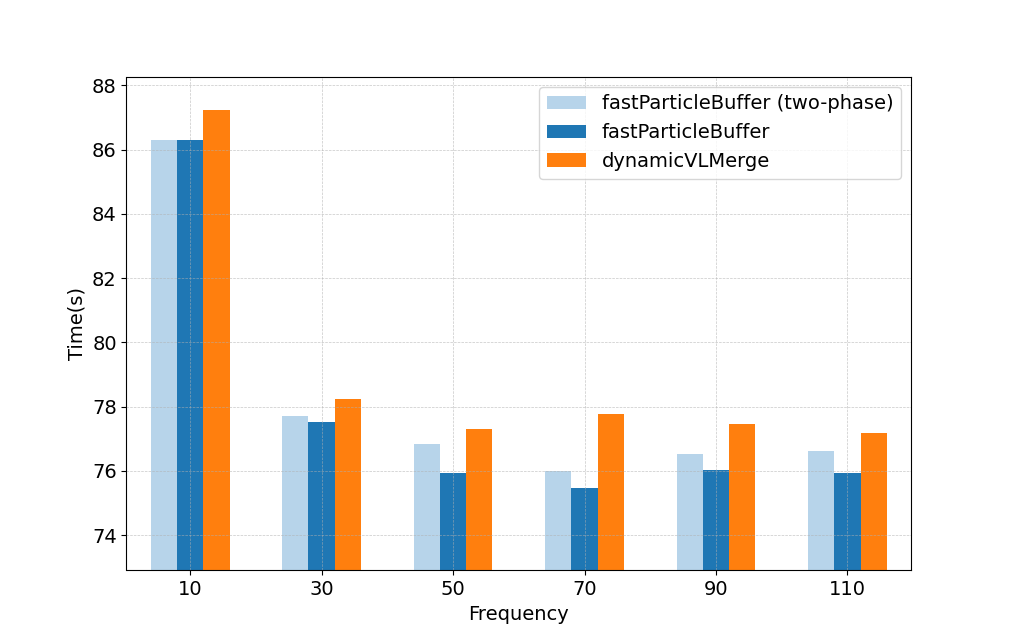 88
86
84
82
80
78
76
74
Time(s)
fastParticleBuffer (two-phase)
fastParticleBuffer
dynamicVLMerge
10 30 50 70 90 110
Frequency